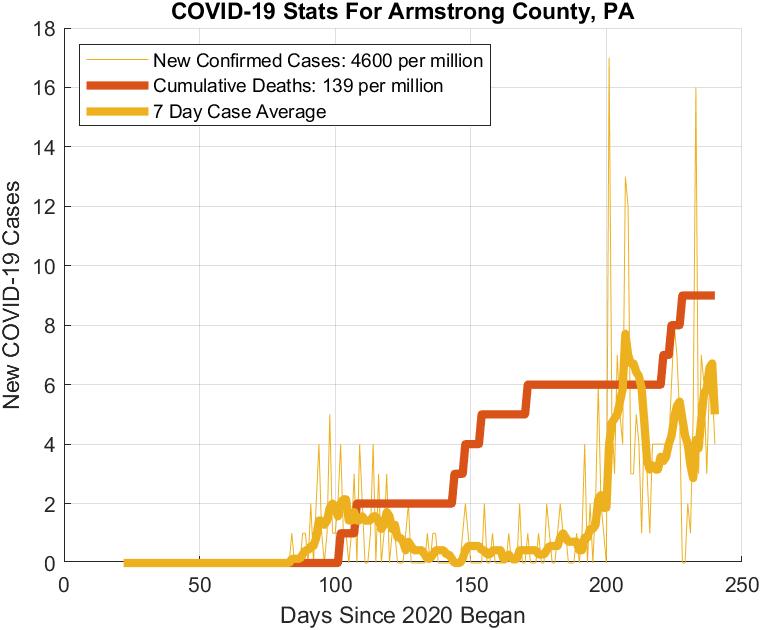 COVID-19 Stats For Armstrong County, PA
New Confirmed Cases: 4600 per million
Cumulative Deaths: 139 per million
7 Day Case Average
New COVID-19 Cases
18
16
14
12
10
8
6
4
2
0
0 50 100 150 200 250
Days Since 2020 Began